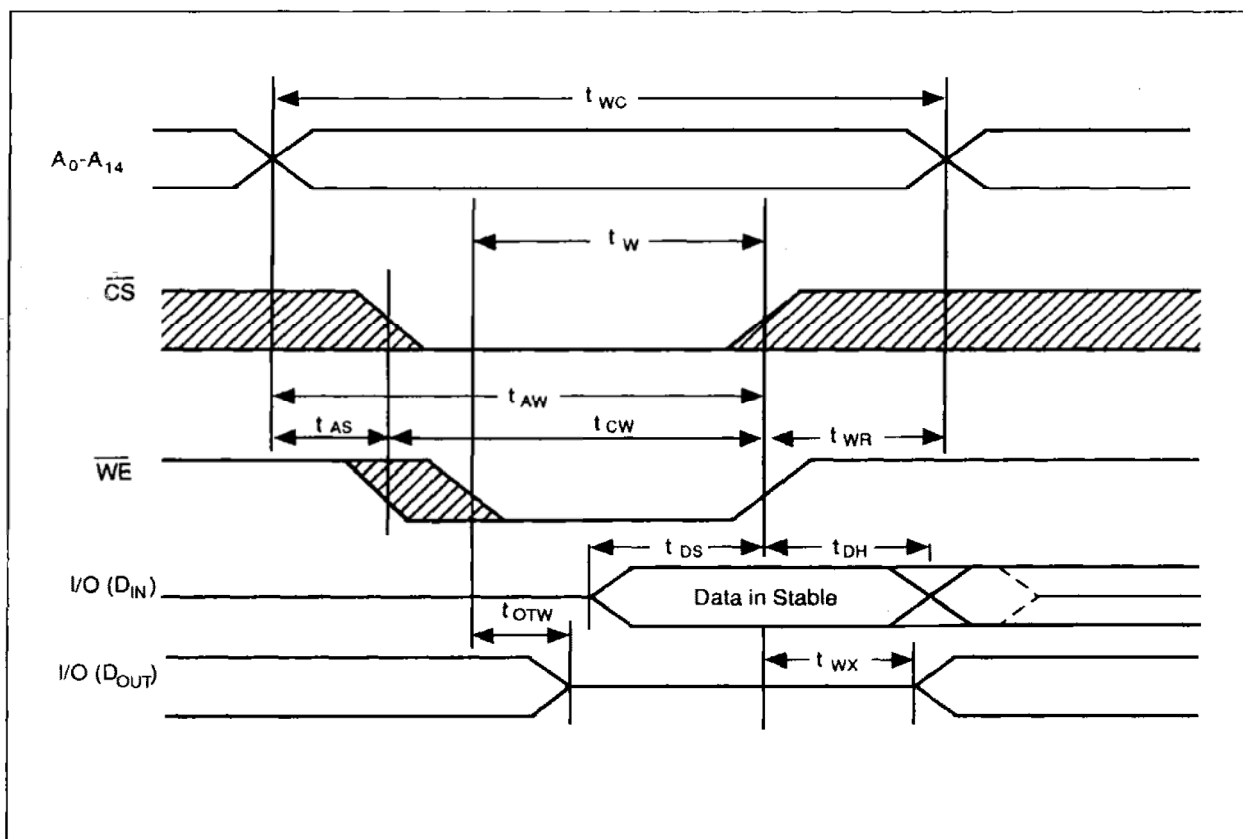 t WC
A0-A14
t W
CS
t AW
t AS
t CW
t WR
WE
t DS
t DH
I/O (DIN)
Data in Stable
t OTW
I/O (DOUT)
t WX